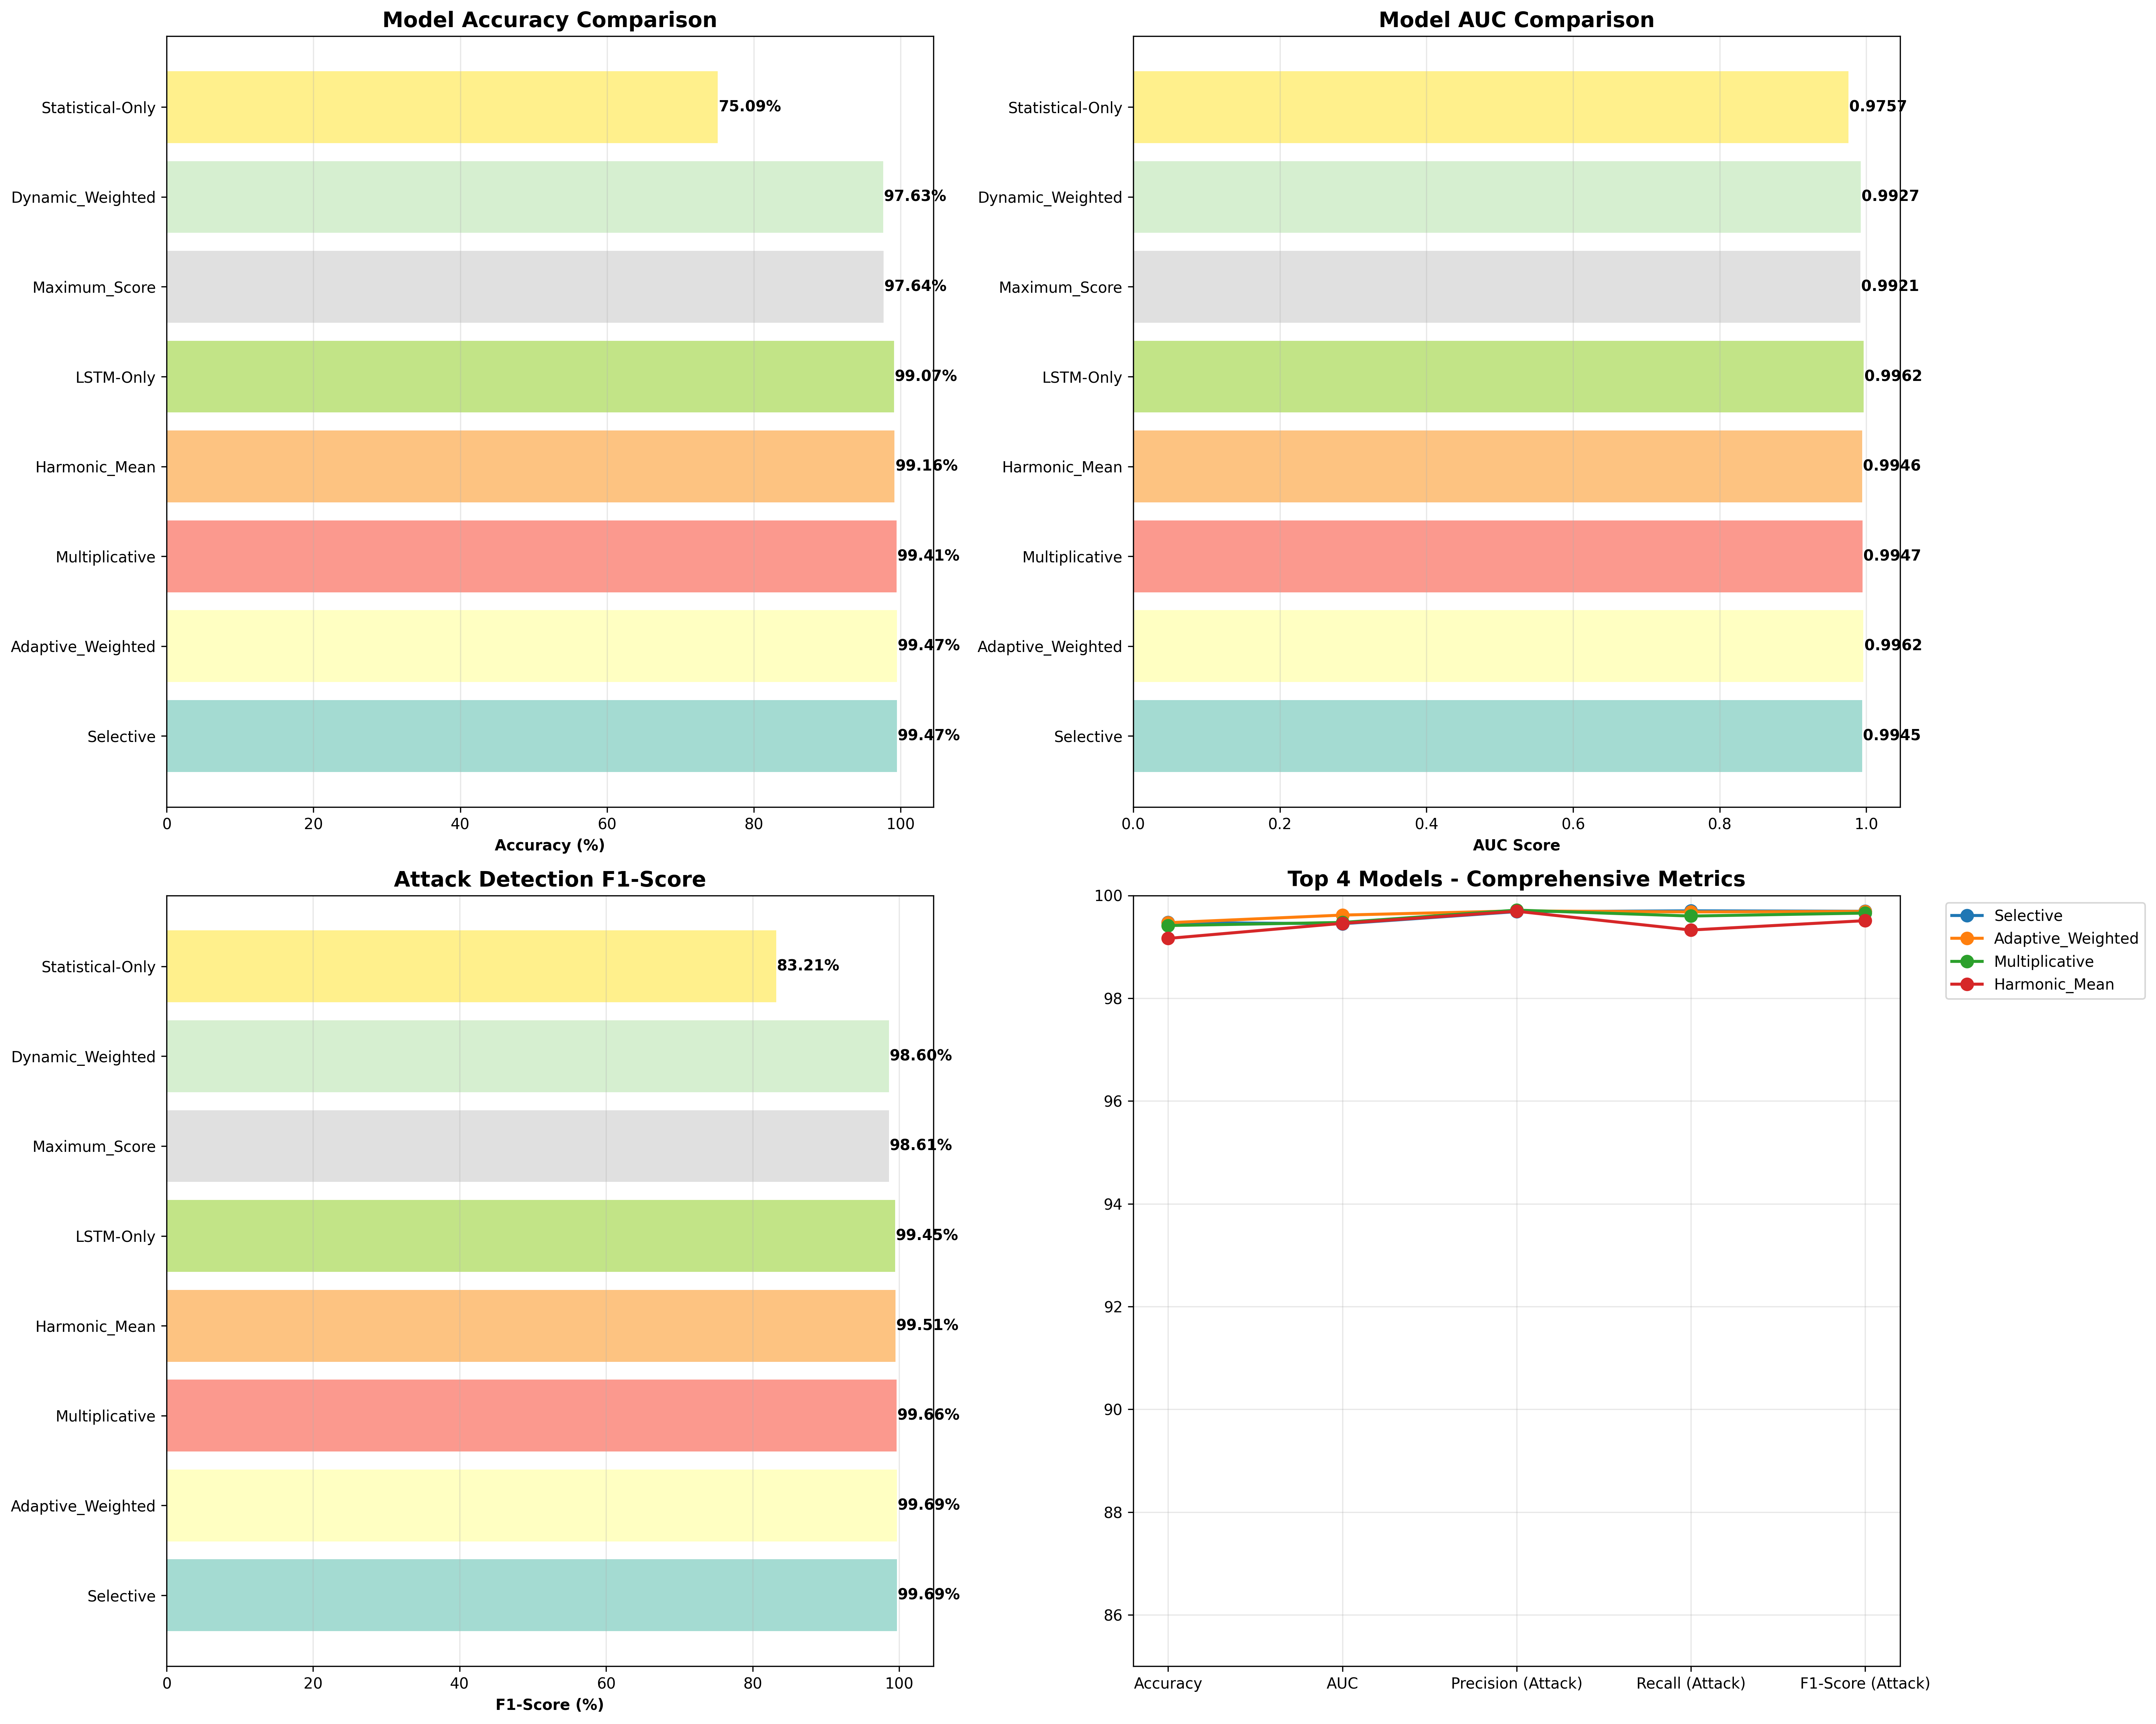 Model Accuracy Comparison
Statistical-Only
75.09%
Dynamic_Weighted
97.63%
Maximum_Score
97.64%
LSTM-Only
99.07%
Harmonic_Mean
99.16%
Multiplicative
99.41%
Adaptive_Weighted
99.47%
Selective
99.47%
0 20 40 60 80 100
Accuracy (%)
Model AUC Comparison
Statistical-Only
0.9757
Dynamic_Weighted
0.9927
Maximum_Score
0.9921
LSTM-Only
0.9962
Harmonic_Mean
0.9946
Multiplicative
0.9947
Adaptive_Weighted
0.9962
Selective
0.9945
0.0 0.2 0.4 0.6 0.8 1.0
AUC Score
Attack Detection F1-Score
Statistical-Only
83.21%
Dynamic_Weighted
98.60%
Maximum_Score
98.61%
LSTM-Only
99.45%
Harmonic_Mean
99.51%
Multiplicative
99.66%
Adaptive_Weighted
99.69%
Selective
99.69%
0 20 40 60 80 100
F1-Score (%)
Top 4 Models - Comprehensive Metrics
100
98
96
94
92
90
88
86
Accuracy AUC Precision (Attack) Recall (Attack) F1-Score (Attack)
Selective
Adaptive_Weighted
Multiplicative
Harmonic_Mean